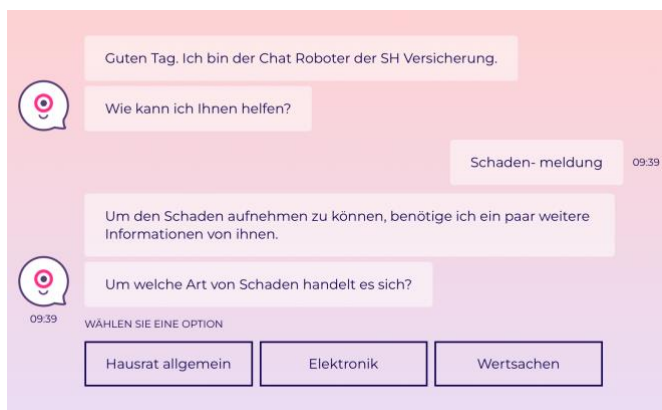 Guten Tag. Ich bin der Chat Roboter der SH Versicherung.
Wie kann ich Ihnen helfen?
Schaden- meldung
09:39
Um den Schaden aufnehmen zu können, benötige ich ein paar weitere
Informationen von ihnen.
Um welche Art von Schaden handelt es sich?
09:39
WÄHLEN SIE EINE OPTION
Hausrat allgemein
Elektronik
Wertsachen